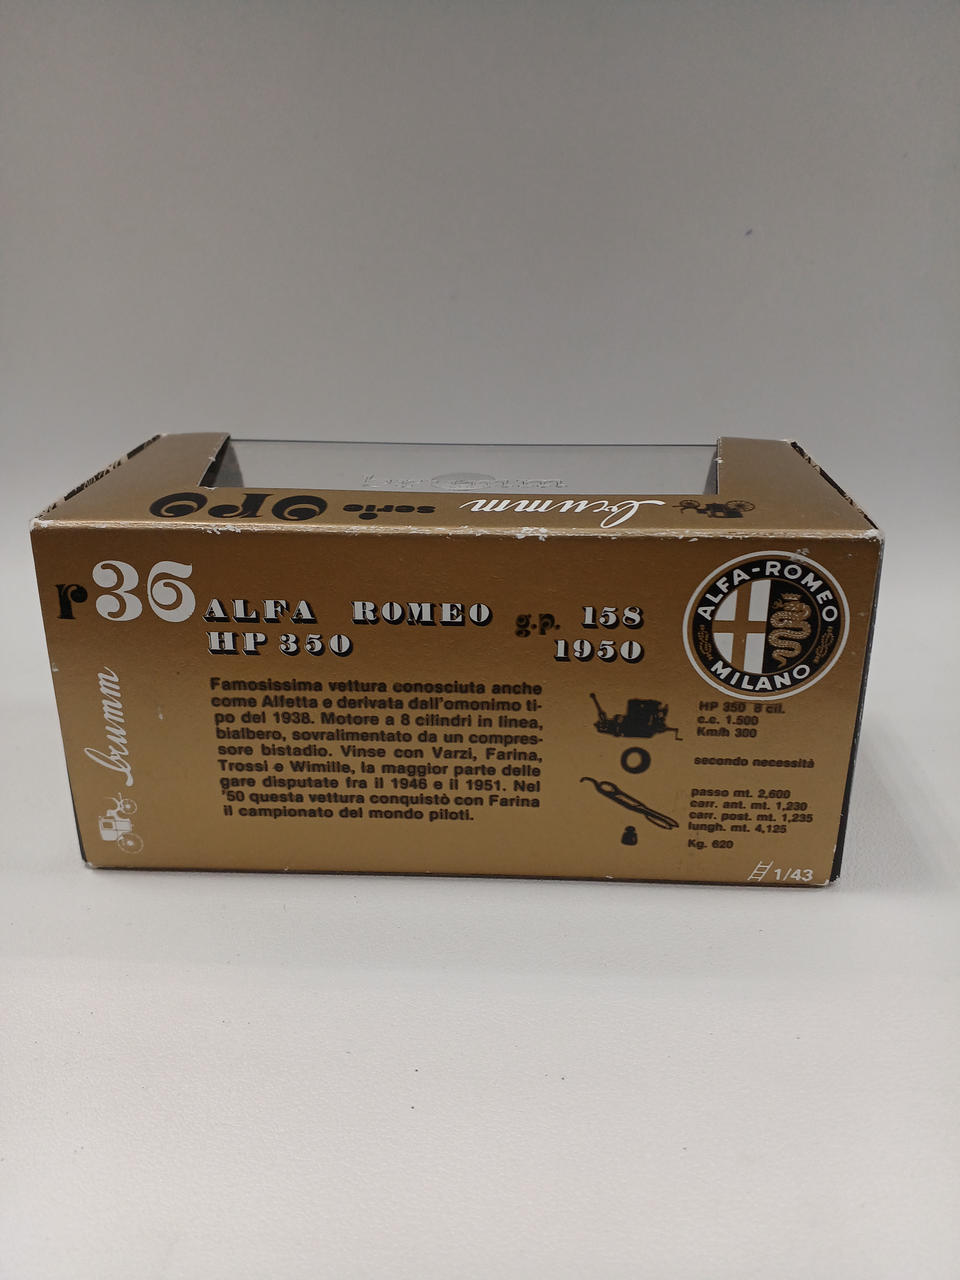 brumm serie oro
r36
ALFA ROMEO g.p. 158
HP 350 1950
ALFA-ROMEO
MILANO
brumm
Famosissima vettura conosciuta anche
come Alfetta e derivata dall'omonimo ti-
po del 1938. Motore a 8 cilindri in linea,
bialbero, sovralimentato da un compres-
sore bistadio. Vinse con Varzi, Farina,
Trossi e Wimille, la maggior parte delle
gare disputate fra il 1946 e il 1951. Nel
'50 questa vettura conquistò con Farina
il campionato del mondo piloti.
HP 350 8 cil.
c.c. 1.500
Km/h 300
secondo necessità
passo mt. 2,600
carr. ant. mt. 1,230
carr. post. mt. 1,235
lungh. mt. 4,125
Kg. 620
1/43